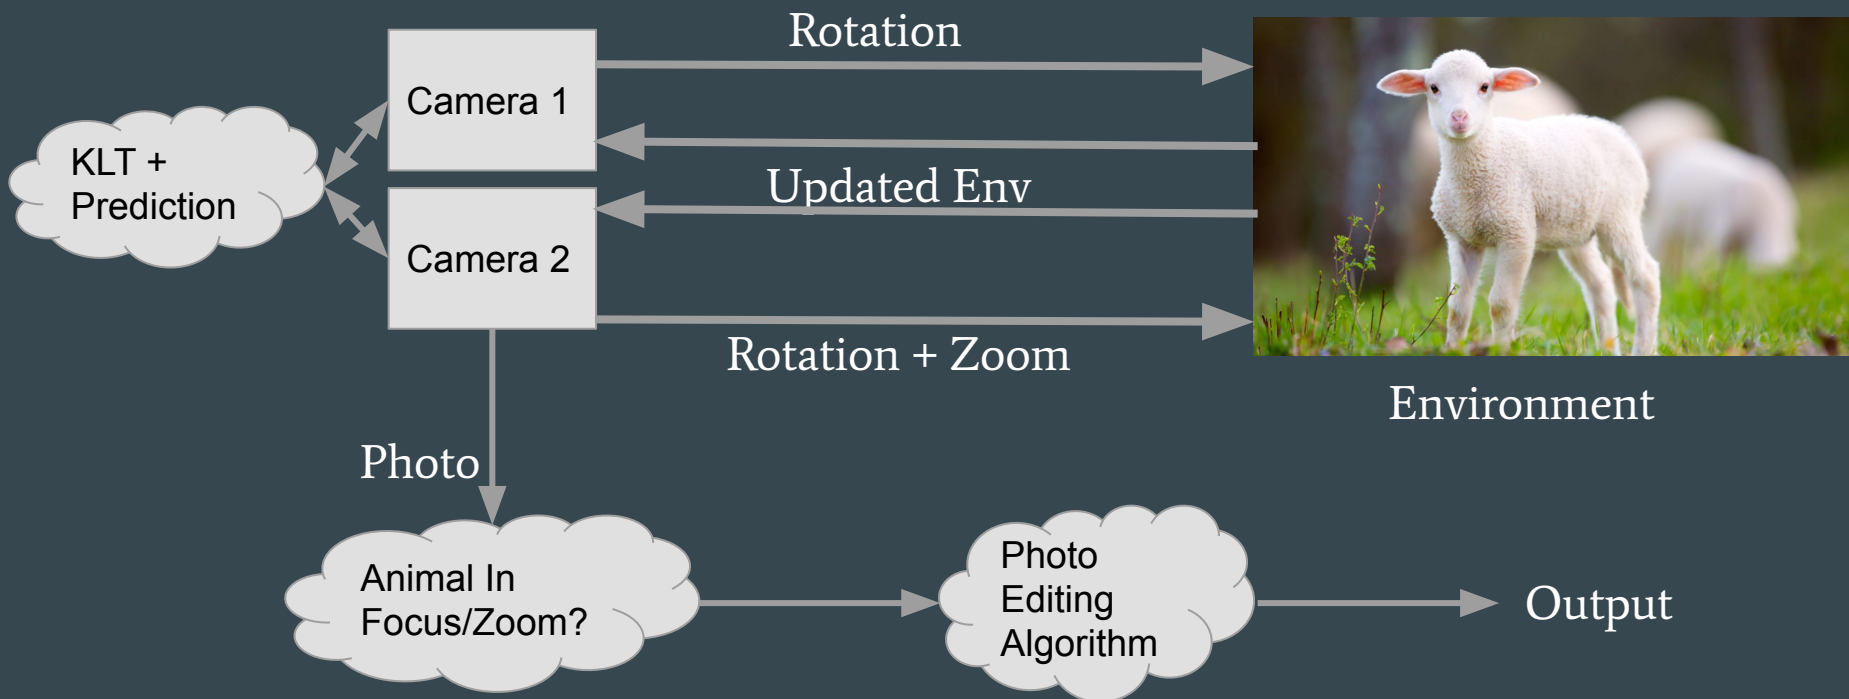 Rotation
Camera 1
KLT +
Prediction
Updated Env
Camera 2
Rotation + Zoom
Environment
Photo
Animal In
Focus/Zoom?
Photo
Editing
Algorithm
Output